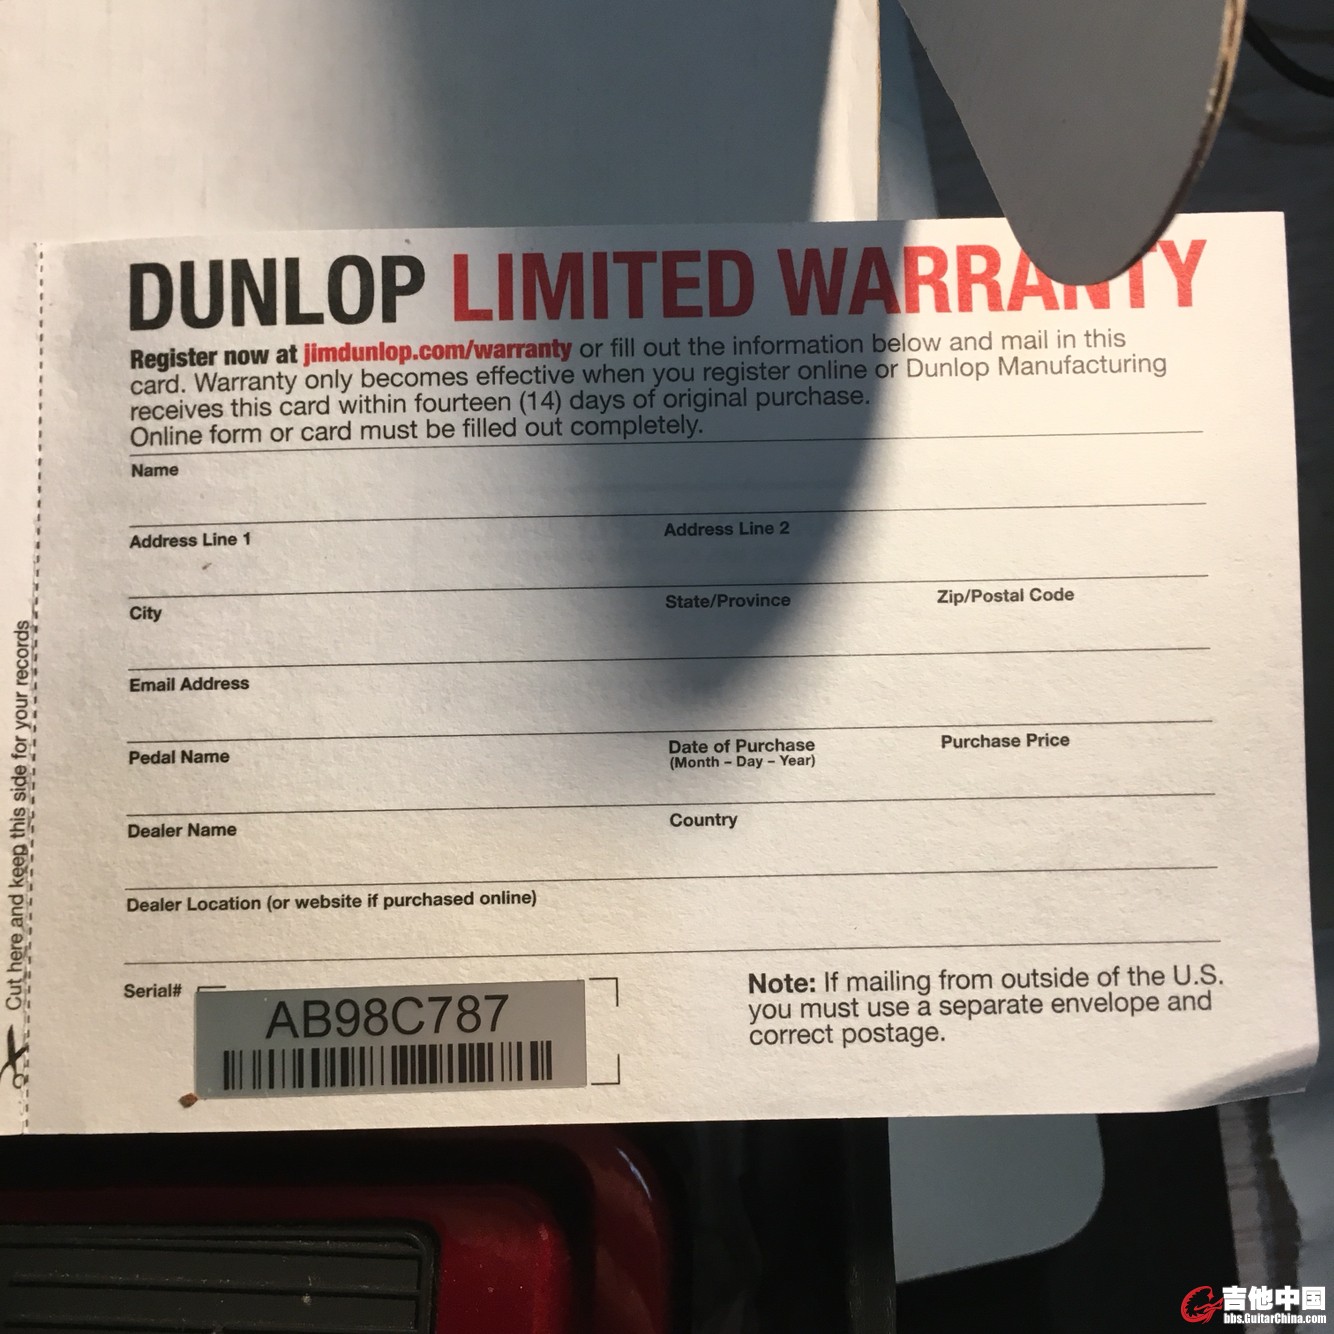 DUNLOP LIMITED WARRANTY
Register now at jimdunlop.com/warranty or fill out the information below and mail in this
card. Warranty only becomes effective when you register online or Dunlop Manufacturing
receives this card within fourteen (14) days of original purchase.
Online form or card must be filled out completely.
Name
Address Line 1 Address Line 2
City State/Province Zip/Postal Code
Email Address
Pedal Name Date of Purchase Purchase Price
(Month – Day – Year)
Dealer Name Country
Dealer Location (or website if purchased online)
Serial#
AB98C787
Note: If mailing from outside of the U.S.
you must use a separate envelope and
correct postage.
Cut here and keep this side for your records
吉他中国
bbs.GuitarChina.com